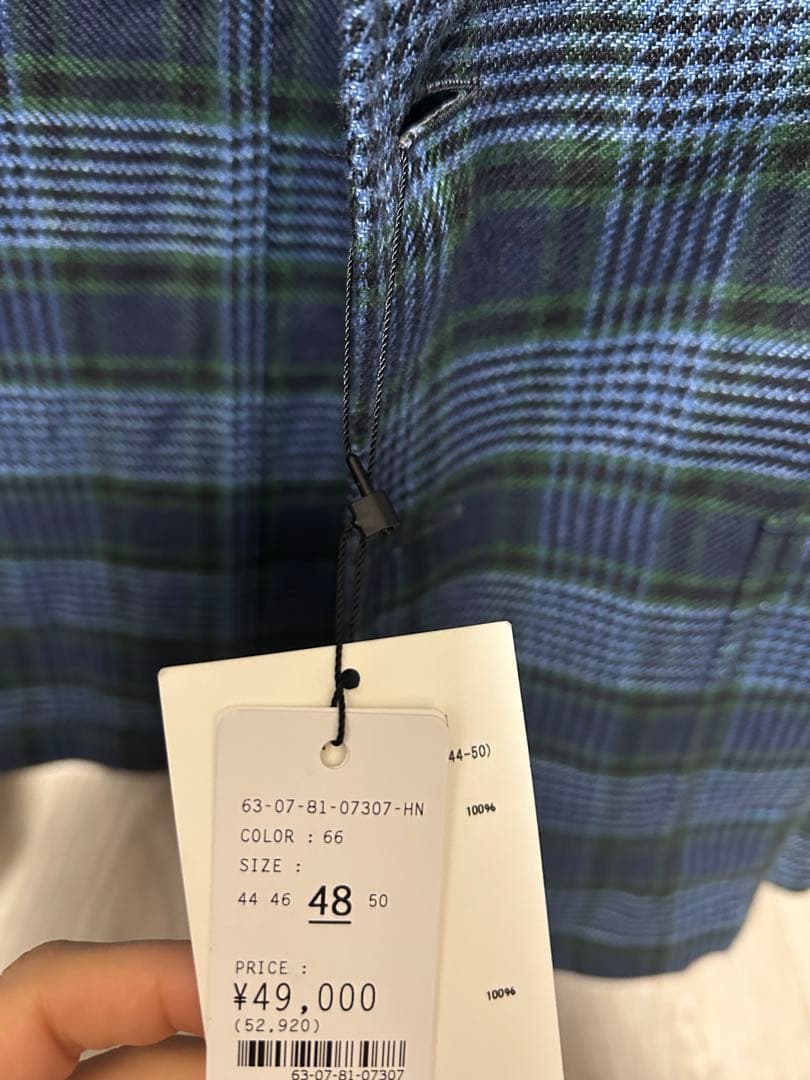 44-50)
100%
63-07-81-07307-HN
COLOR : 66
SIZE :
44 46 48 50
PRICE :
¥49,000
(52,920)
63-07-81-07307
100%